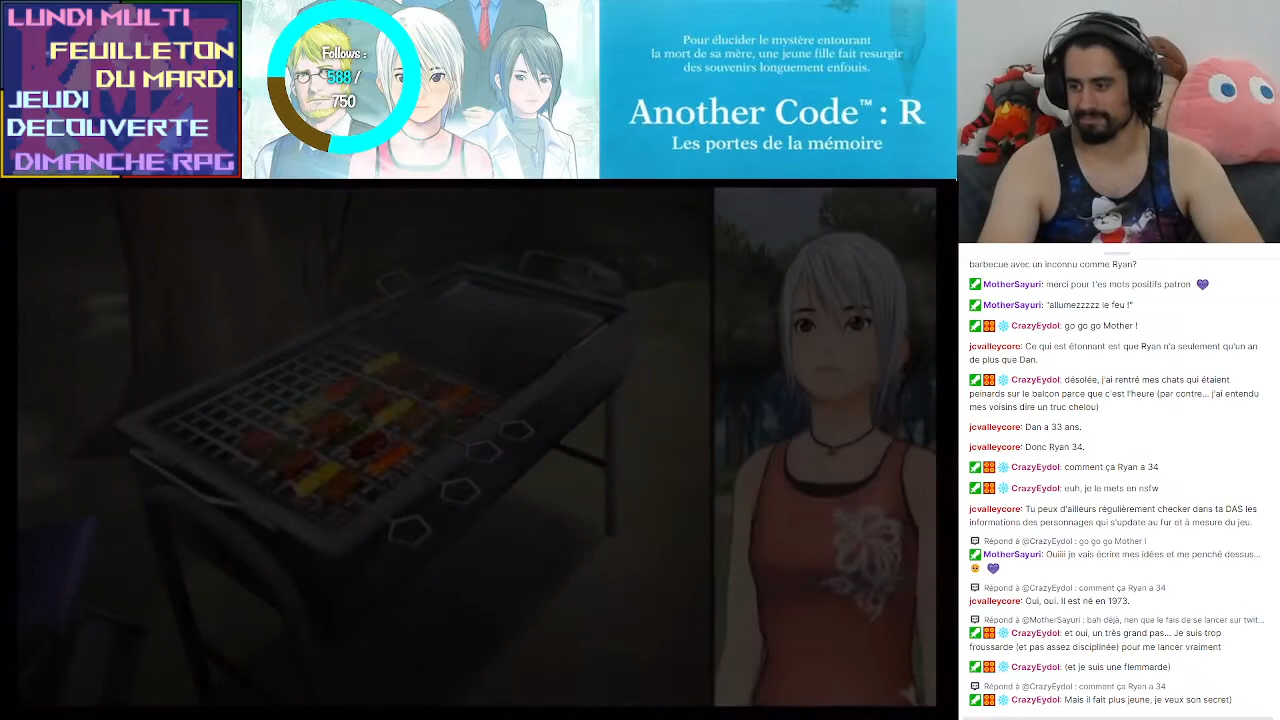 LUNDI MULTI
FEUILLETON
DU MARDI
JEUDI
DECOUVERTE
DIMANCHE RPG
Follows :
588 /
750
Pour élucider le mystère entourant
la mort de sa mère, une jeune fille fait resurgir
des souvenirs longuement enfouis.
Another Code™ : R
Les portes de la mémoire
barbecue avec un inconnu comme Ryan?
MotherSayuri: merci pour t'es mots positifs patron
MotherSayuri: "allumezzzzz le feu !"
CrazyEydol: go go go Mother !
jcvalleycore: Ce qui est étonnant est que Ryan n'a seulement qu'un an
de plus que Dan.
CrazyEydol: désolée, j'ai rentré mes chats qui étaient
peinards sur le balcon parce que c'est l'heure (par contre... j'ai entendu
mes voisins dire un truc chelou)
jcvalleycore: Dan a 33 ans.
jcvalleycore: Donc Ryan 34.
CrazyEydol: comment ça Ryan a 34
CrazyEydol: euh, je le mets en nsfw
jcvalleycore: Tu peux d'ailleurs régulièrement checker dans ta DAS les
informations des personnages qui s'update au fur et à mesure du jeu.
Répond à @CrazyEydol : go go go Mother !
MotherSayuri: Ouiiii je vais écrire mes idées et me penché dessus...
Répond à @CrazyEydol : comment ça Ryan a 34
jcvalleycore: Oui, oui. Il est né en 1973.
Répond à @MotherSayuri : bah déjà, rien que le fais de se lancer sur twit...
CrazyEydol: et oui, un très grand pas... Je suis trop
froussarde (et pas assez disciplinée) pour me lancer vraiment
CrazyEydol: (et je suis une flemmarde)
Répond à @CrazyEydol : comment ça Ryan a 34
CrazyEydol: Mais il fait plus jeune, je veux son secret)